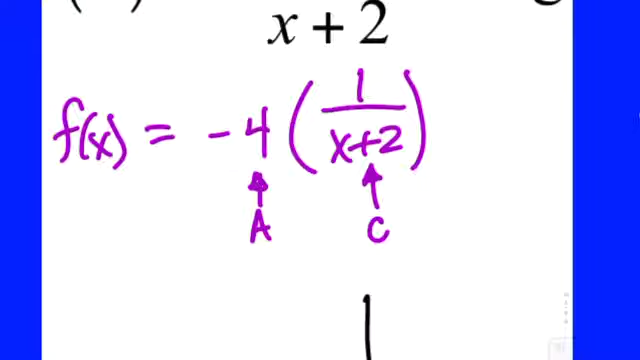 x + 2
f(x) = -4 ( 1 / x+2 )
A C